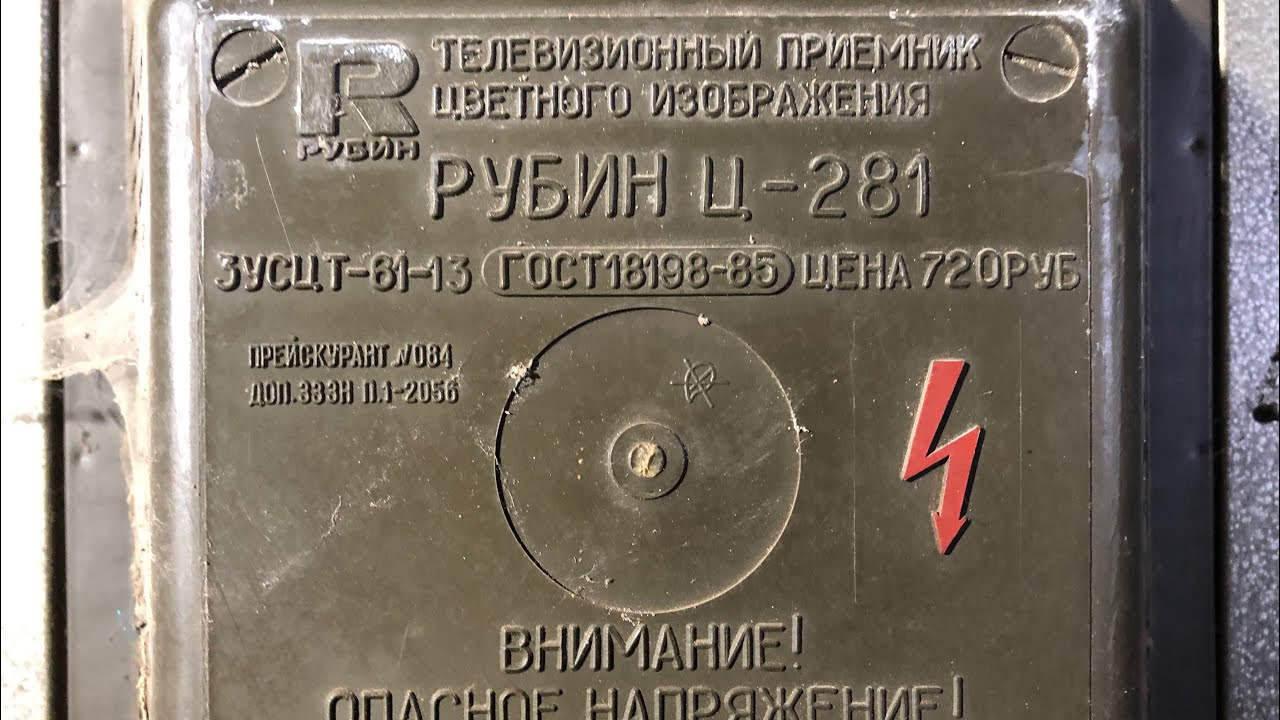 ТЕЛЕВИЗИОННЫЙ ПРИЕМНИК
ЦВЕТНОГО ИЗОБРАЖЕНИЯ
РУБИН
РУБИН Ц-281
3УСЦТ-61-13 ГОСТ18198-85 ЦЕНА 720РУБ
ПРЕЙСКУРАНТ №084
ДОП.333Н П.1-2056
ВНИМАНИЕ!
ОПАСНОЕ НАПРЯЖЕНИЕ!